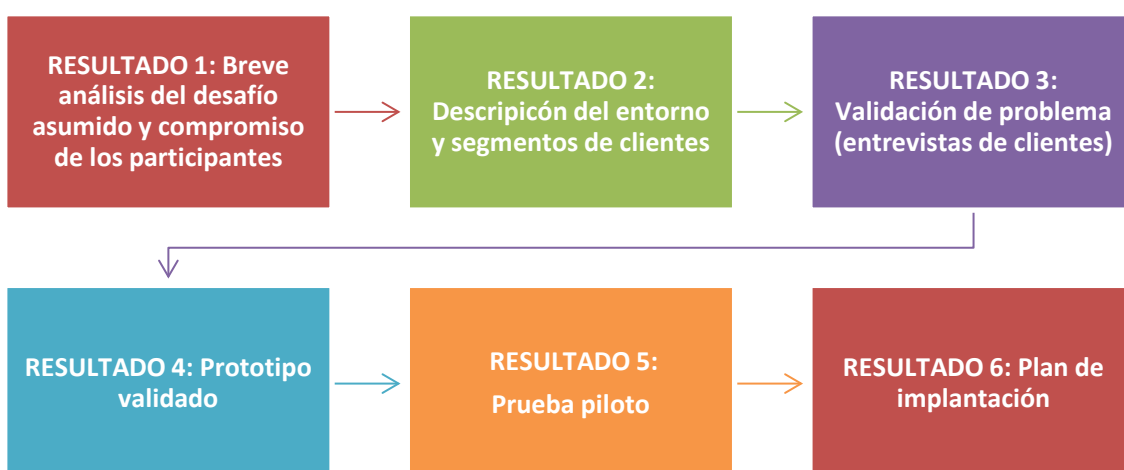 RESULTADO 1: Breve
análisis del desafío
asumido y compromiso
de los participantes
RESULTADO 2:
Descripicón del entorno
y segmentos de clientes
RESULTADO 3:
Validación de problema
(entrevistas de clientes)
RESULTADO 4: Prototipo
validado
RESULTADO 5:
Prueba piloto
RESULTADO 6: Plan de
implantación